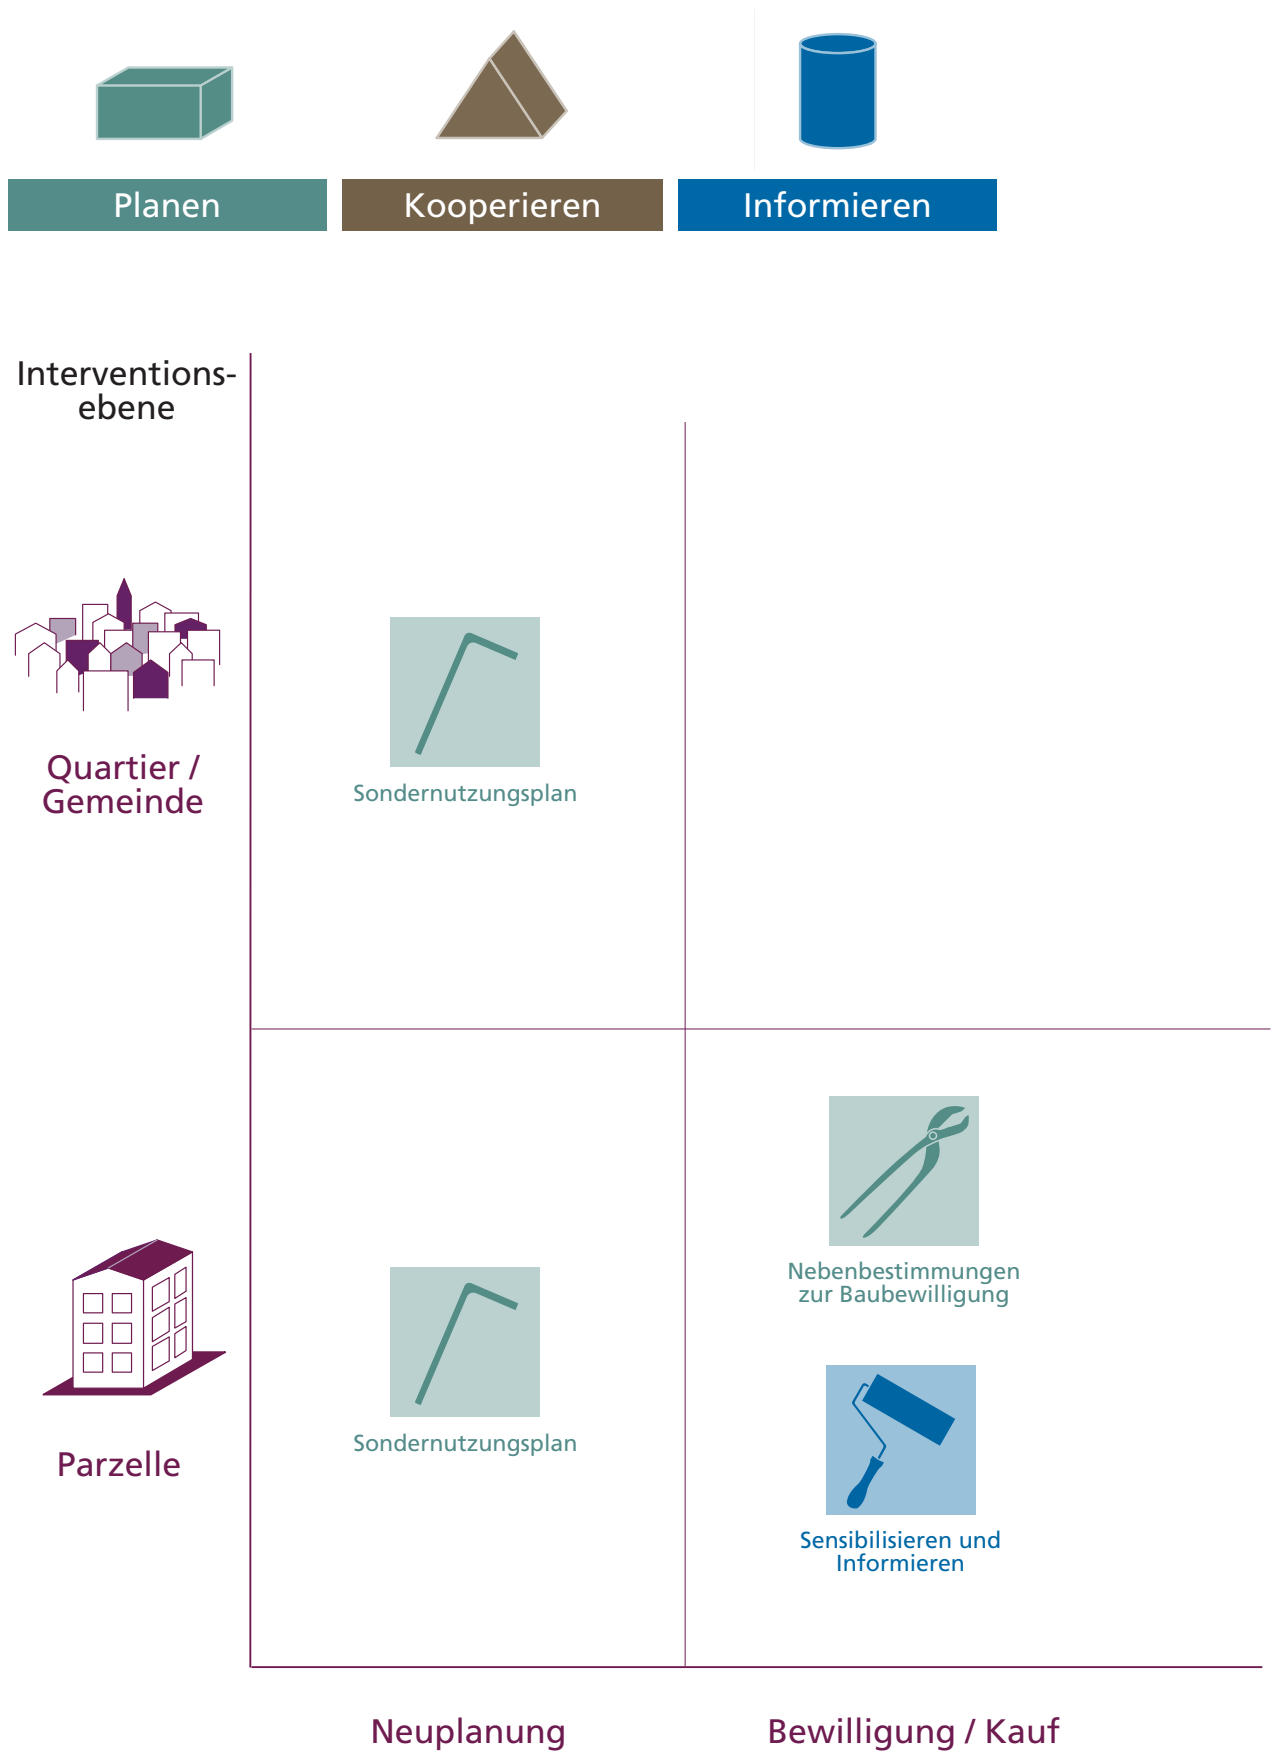 Planen
Kooperieren
Informieren
Interventions-
ebene
Quartier /
Gemeinde
Sondernutzungsplan
Nebenbestimmungen
zur Baubewilligung
Parzelle
Sondernutzungsplan
Sensibilisieren und
Informieren
Neuplanung
Bewilligung / Kauf